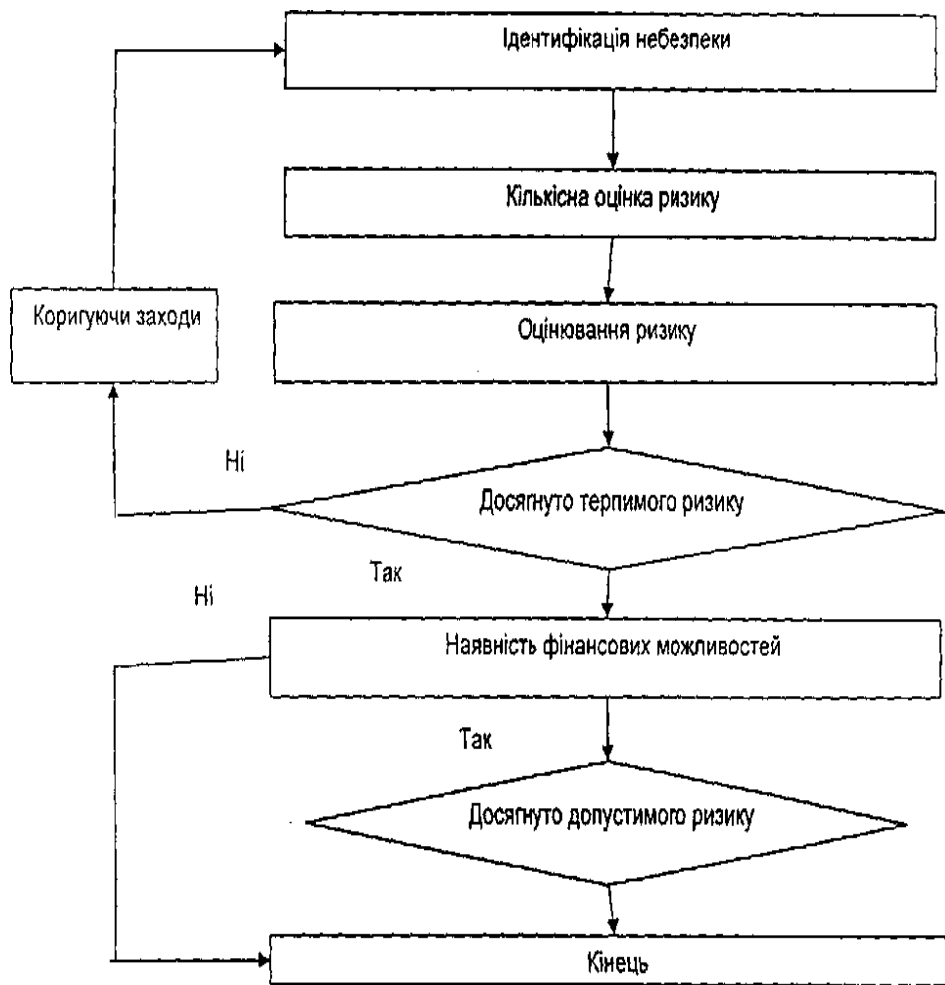 Ідентифікація небезпеки
Кількісна оцінка ризику
Оцінювання ризику
Коригуючи заходи
Ні
Досягнуто терпимого ризику
Так
Ні
Наявність фінансових можливостей
Так
Досягнуто допустимого ризику
Кінець